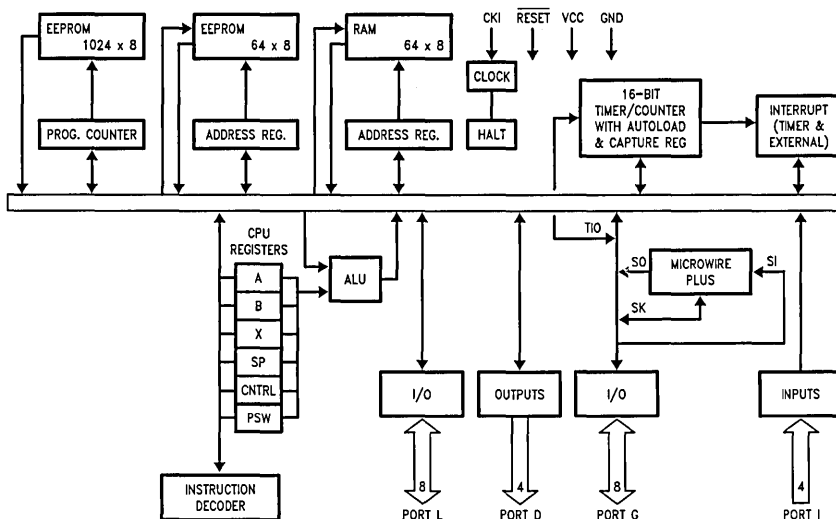 EEPROM
1024 x 8
EEPROM
64 x 8
RAM
64 x 8
CKI
RESET
VCC
GND
CLOCK
HALT
PROG. COUNTER
ADDRESS REG.
ADDRESS REG.
16-BIT
TIMER/COUNTER
WITH AUTOLOAD
& CAPTURE REG
INTERRUPT
(TIMER &
EXTERNAL)
CPU
REGISTERS
A
B
X
SP
CNTRL
PSW
ALU
TIO
SO
MICROWIRE
PLUS
SI
SK
I/O
OUTPUTS
I/O
INPUTS
INSTRUCTION
DECODER
8
4
8
4
PORT L
PORT D
PORT G
PORT I